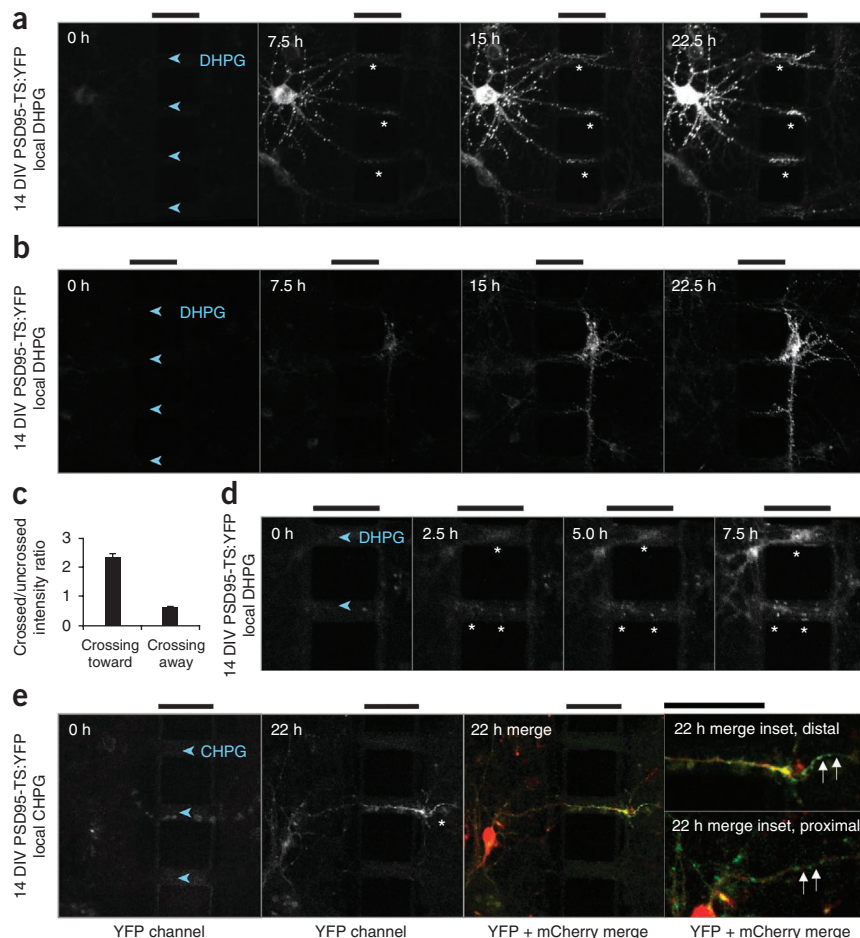 a
14 DIV PSD95-TS:YFP
local DHPG
0 h
DHPG
7.5 h
*
*
*
15 h
*
*
*
22.5 h
*
*
*
b
14 DIV PSD95-TS:YFP
local DHPG
0 h
DHPG
7.5 h
15 h
22.5 h
c
Crossed/uncrossed
intensity ratio
3
2
1
0
Crossing
toward
Crossing
away
d
14 DIV PSD95-TS:YFP
local DHPG
0 h
DHPG
2.5 h
*
* *
5.0 h
*
* *
7.5 h
*
* *
e
14 DIV PSD95-TS:YFP
local CHPG
0 h
CHPG
22 h
*
22 h merge
22 h merge inset, distal
22 h merge inset, proximal
YFP channel
YFP channel
YFP + mCherry merge
YFP + mCherry merge